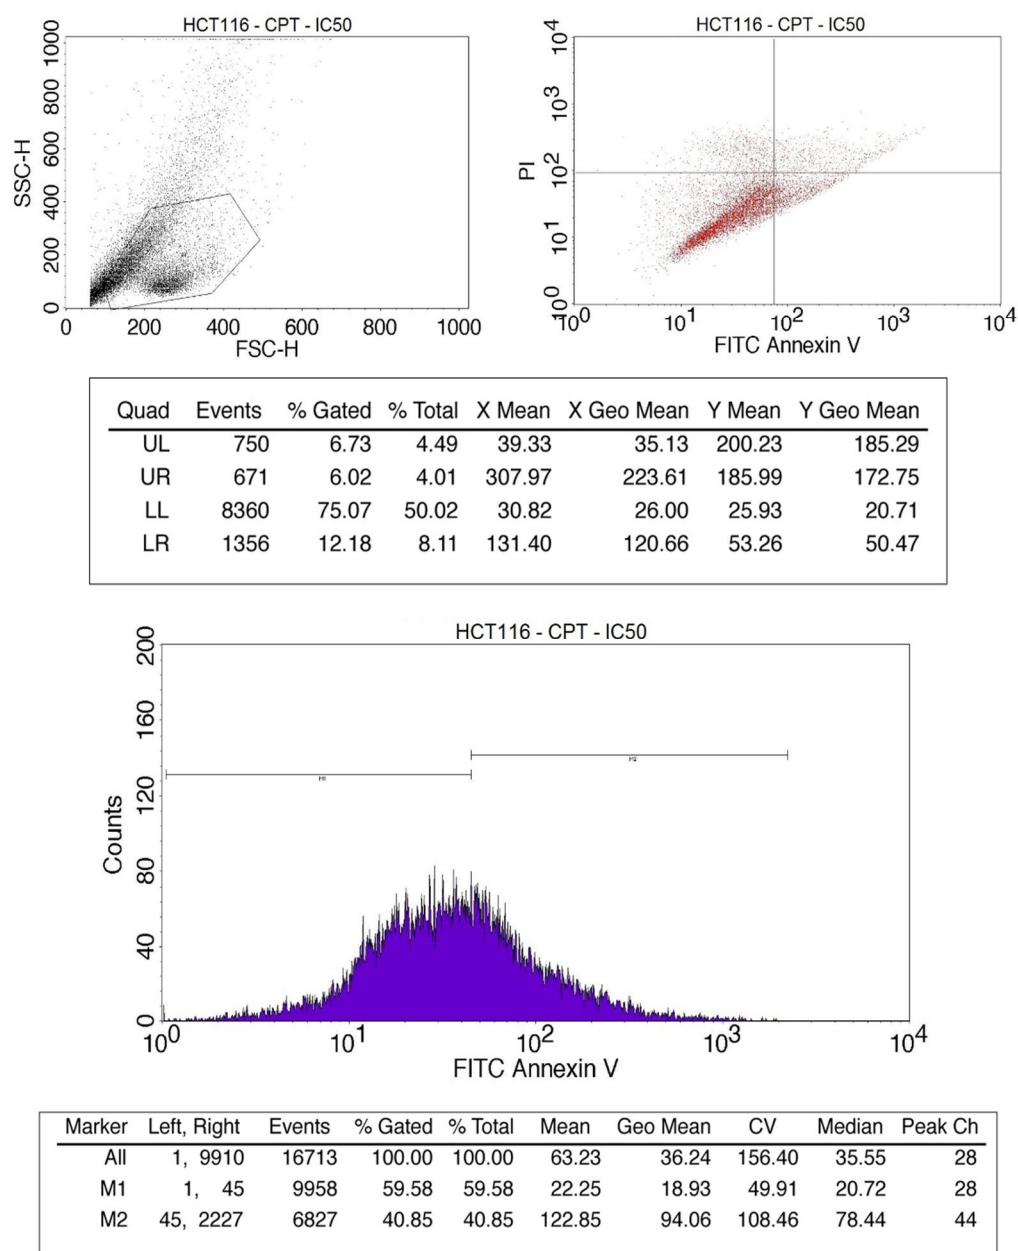 HCT116 - CPT - IC50
SSC-H
1000
800
600
400
200
0
0 200 400 600 800 1000
FSC-H
HCT116 - CPT - IC50
PI
10^4
10^3
10^2
10^1
10^0
10^0 10^1 10^2 10^3 10^4
FITC Annexin V
Quad Events % Gated % Total X Mean X Geo Mean Y Mean Y Geo Mean
UL 750 6.73 4.49 39.33 35.13 200.23 185.29
UR 671 6.02 4.01 307.97 223.61 185.99 172.75
LL 8360 75.07 50.02 30.82 26.00 25.93 20.71
LR 1356 12.18 8.11 131.40 120.66 53.26 50.47
HCT116 - CPT - IC50
Counts
200
160
120
80
40
0
M1
M2
10^0 10^1 10^2 10^3 10^4
FITC Annexin V
Marker Left, Right Events % Gated % Total Mean Geo Mean CV Median Peak Ch
All 1, 9910 16713 100.00 100.00 63.23 36.24 156.40 35.55 28
M1 1, 45 9958 59.58 59.58 22.25 18.93 49.91 20.72 28
M2 45, 2227 6827 40.85 40.85 122.85 94.06 108.46 78.44 44